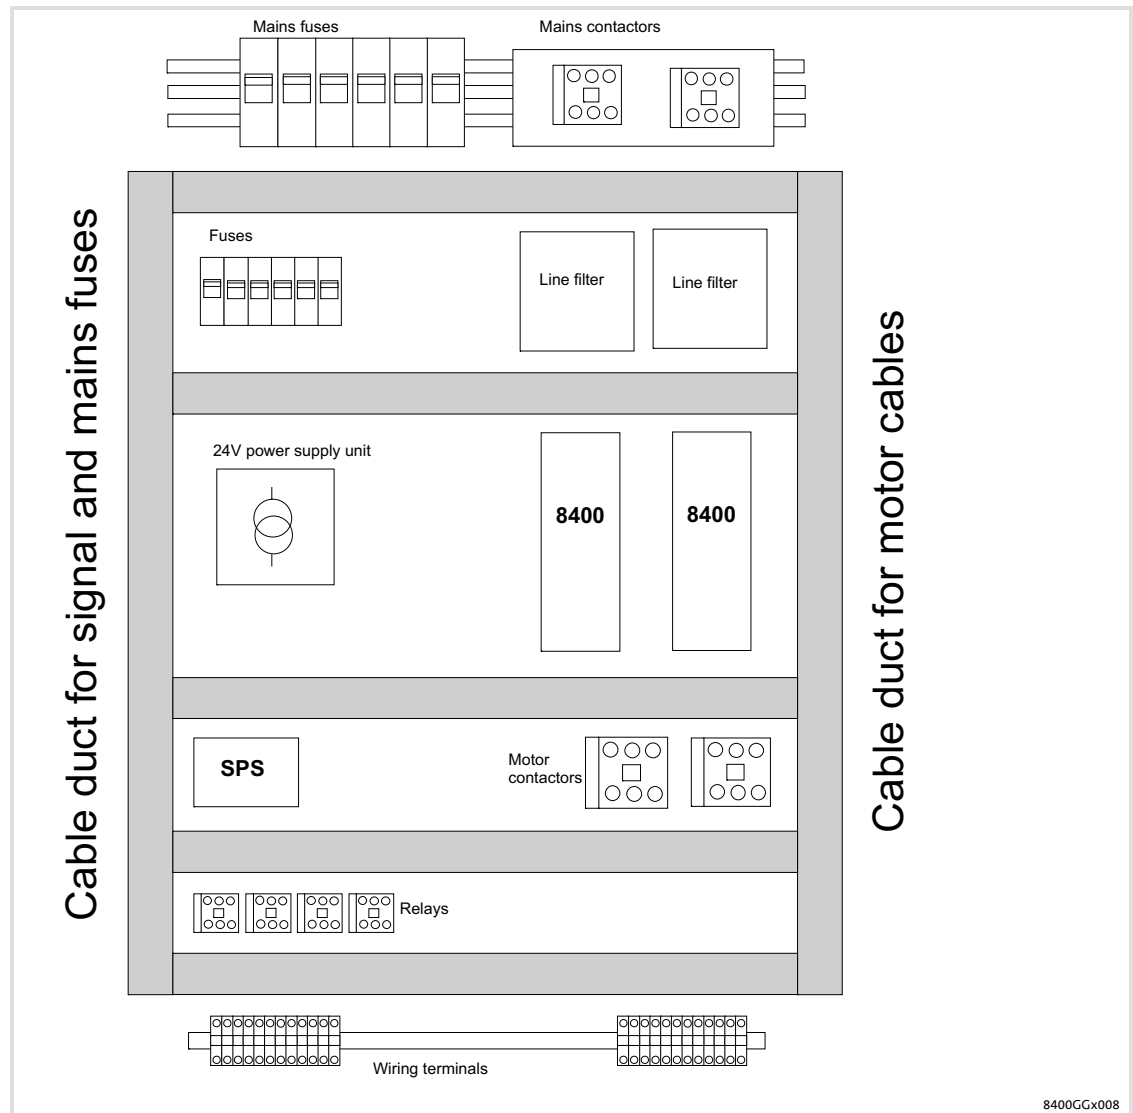 Mains fuses
Mains contactors
Cable duct for signal and mains fuses
Fuses
Line filter
Line filter
Cable duct for motor cables
24V power supply unit
8400
8400
SPS
Motor
contactors
Relays
Wiring terminals
8400GGx008